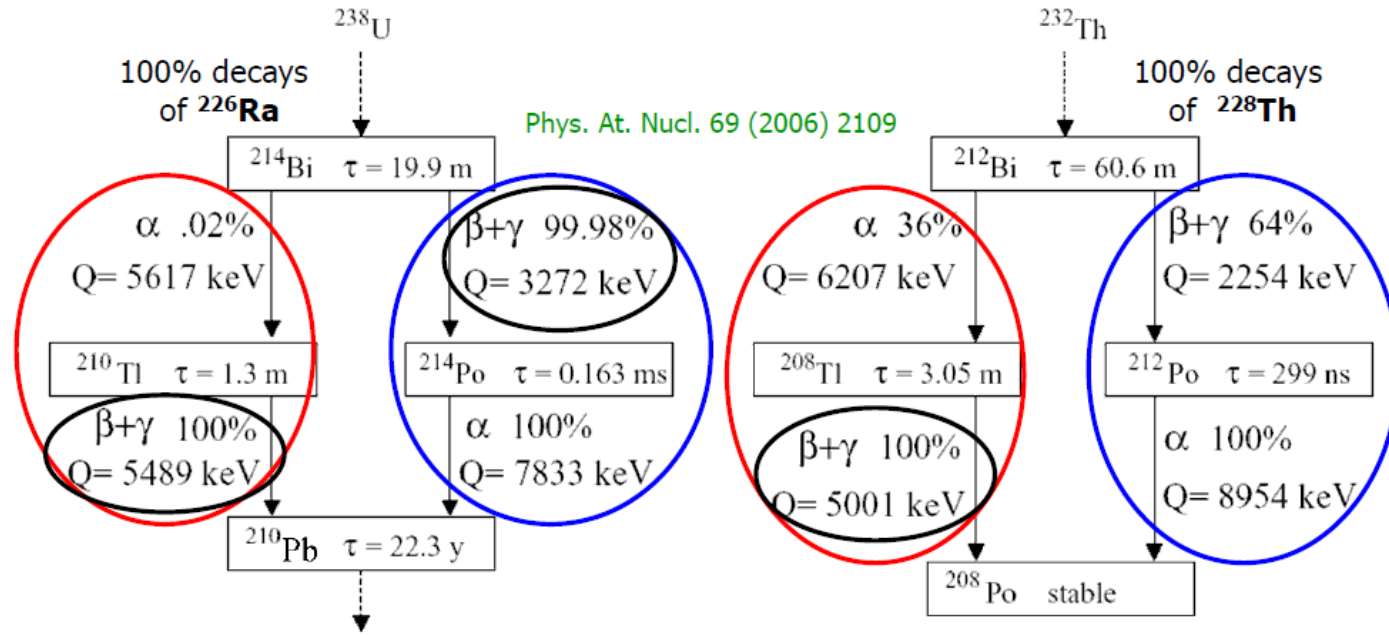 ²³⁸U
100% decays
of ²²⁶Ra
²¹⁴Bi τ = 19.9 m
α .02%
Q= 5617 keV
β+γ 99.98%
Q= 3272 keV
²¹⁰Tl τ = 1.3 m
²¹⁴Po τ = 0.163 ms
β+γ 100%
Q= 5489 keV
α 100%
Q= 7833 keV
²¹⁰Pb τ = 22.3 y
Phys. At. Nucl. 69 (2006) 2109
²³²Th
100% decays
of ²²⁸Th
²¹²Bi τ = 60.6 m
α 36%
Q= 6207 keV
β+γ 64%
Q= 2254 keV
²⁰⁸Tl τ = 3.05 m
²¹²Po τ = 299 ns
β+γ 100%
Q= 5001 keV
α 100%
Q= 8954 keV
²⁰⁸Po stable